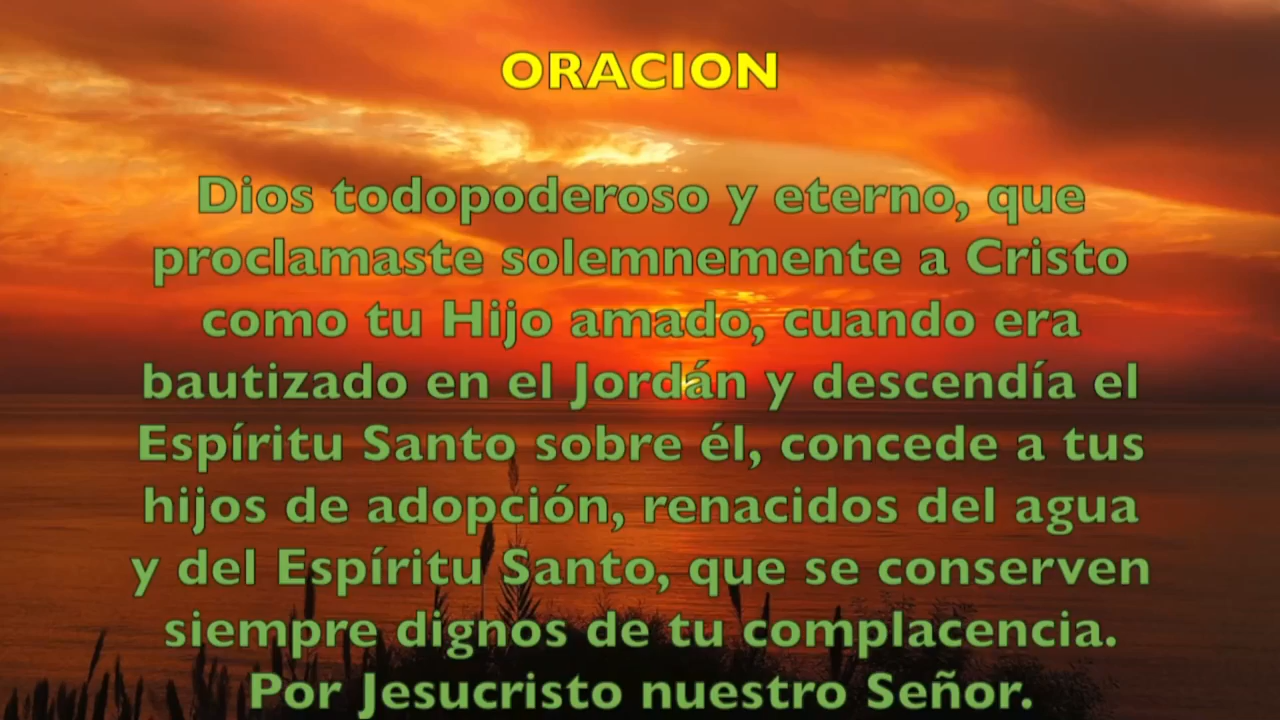 ORACION
Dios todopoderoso y eterno, que
proclamaste solemnemente a Cristo
como tu Hijo amado, cuando era
bautizado en el Jordán y descendía el
Espíritu Santo sobre él, concede a tus
hijos de adopción, renacidos del agua
y del Espíritu Santo, que se conserven
siempre dignos de tu complacencia.
Por Jesucristo nuestro Señor.